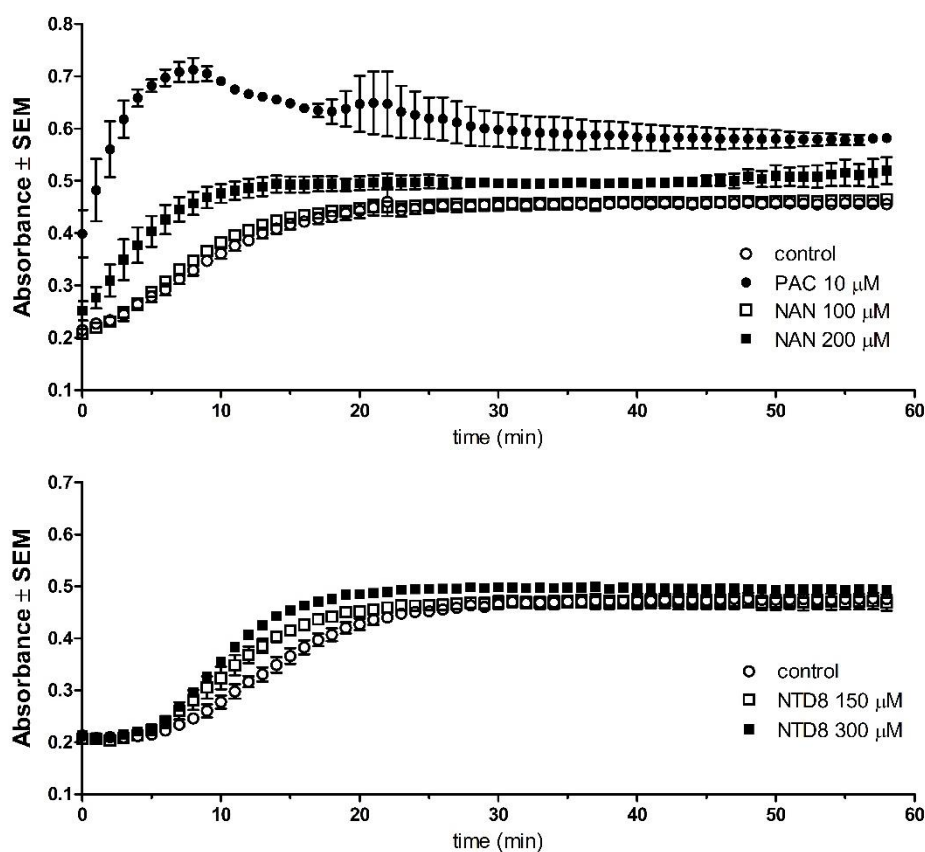 0.8
0.7
0.6
0.5
0.4
0.3
0.2
0.1
Absorbance ± SEM
control
PAC 10 μM
NAN 100 μM
NAN 200 μM
0 10 20 30 40 50 60
time (min)
0.7
0.6
0.5
0.4
0.3
0.2
0.1
Absorbance ± SEM
control
NTD8 150 μM
NTD8 300 μM
0 10 20 30 40 50 60
time (min)